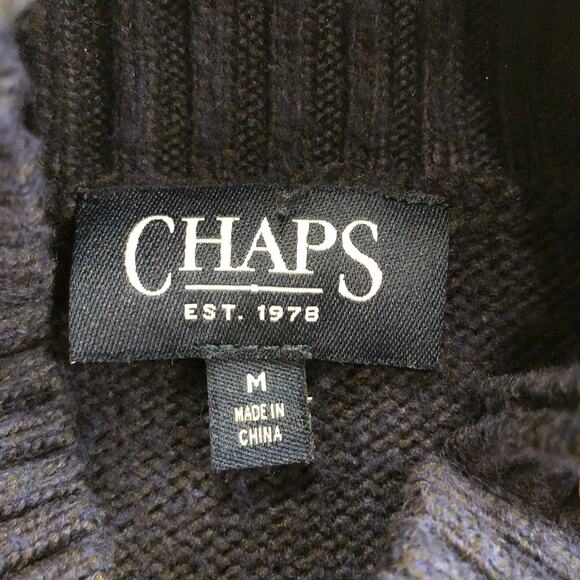 CHAPS
EST. 1978
M
MADE IN
CHINA